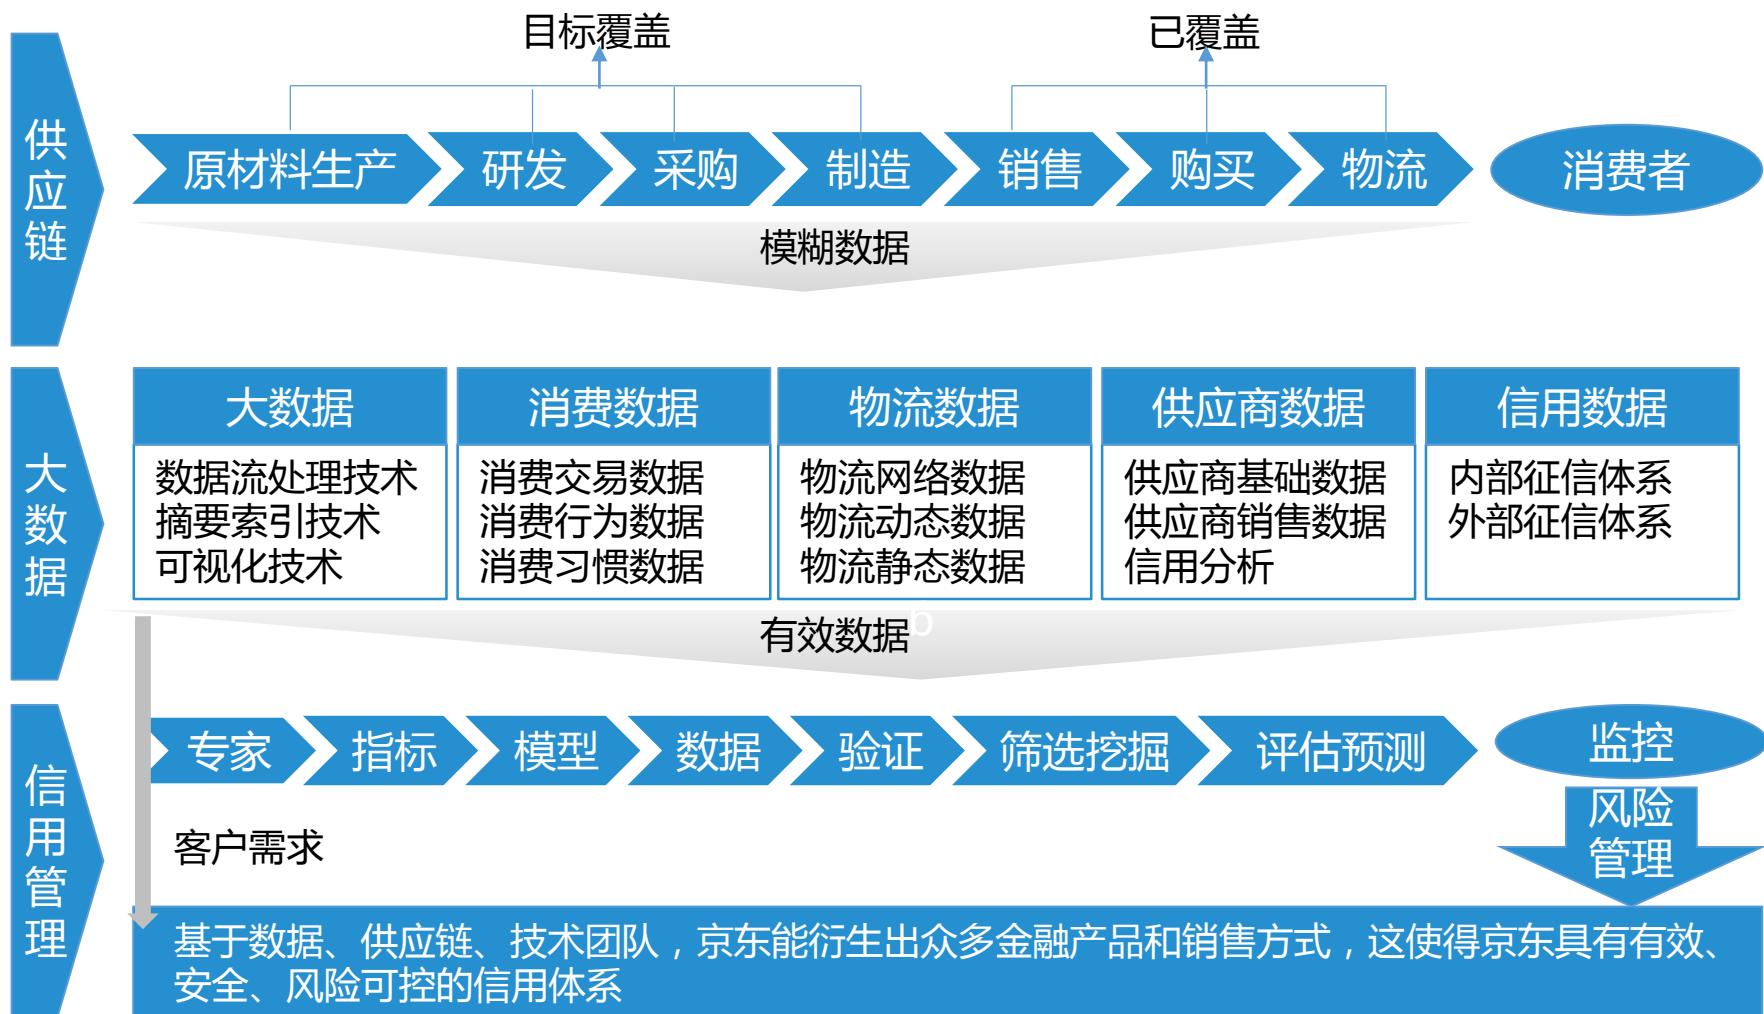 目标覆盖
已覆盖
供应链
原材料生产
研发
采购
制造
销售
购买
物流
消费者
模糊数据
大数据
大数据
数据流处理技术
摘要索引技术
可视化技术
消费数据
消费交易数据
消费行为数据
消费习惯数据
物流数据
物流网络数据
物流动态数据
物流静态数据
供应商数据
供应商基础数据
供应商销售数据
信用分析
信用数据
内部征信体系
外部征信体系
b
有效数据
信用管理
专家
指标
模型
数据
验证
筛选挖掘
评估预测
监控
风险
管理
客户需求
基于数据、供应链、技术团队，京东能衍生出众多金融产品和销售方式，这使得京东具有有效、
安全、风险可控的信用体系